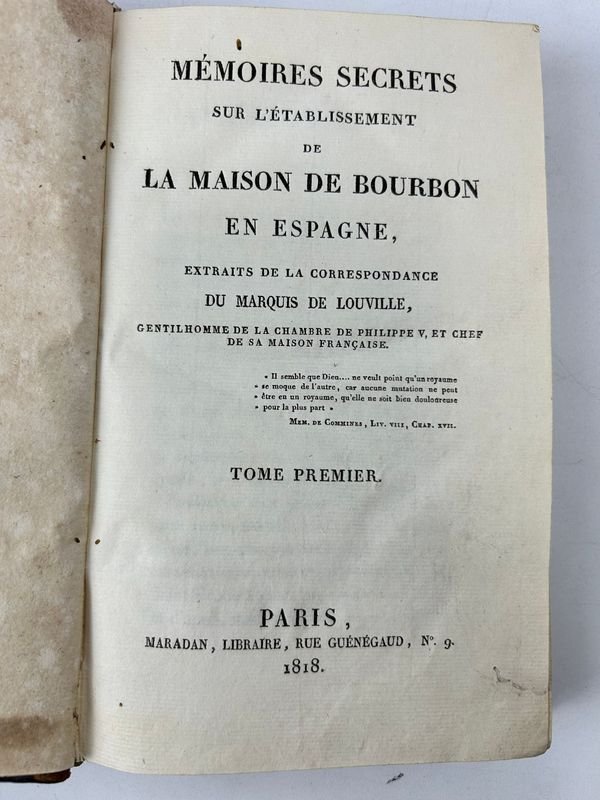 MÉMOIRES SECRETS
SUR L'ÉTABLISSEMENT
DE
LA MAISON DE BOURBON
EN ESPAGNE,
EXTRAITS DE LA CORRESPONDANCE
DU MARQUIS DE LOUVILLE,
GENTILHOMME DE LA CHAMBRE DE PHILIPPE V, ET CHEF
DE SA MAISON FRANÇAISE.
« Il semble que Dieu.... ne veult point qu'un royaume
» se moque de l'autre, car aucune mutation ne peut
» être en un royaume, qu'elle ne soit bien douloureuse
» pour la plus part »
MEM. DE COMMINES, LIV. VIII, CHAP. XVII.
TOME PREMIER.
PARIS,
MARADAN, LIBRAIRE, RUE GUÉNÉGAUD, N°. 9.
1818.